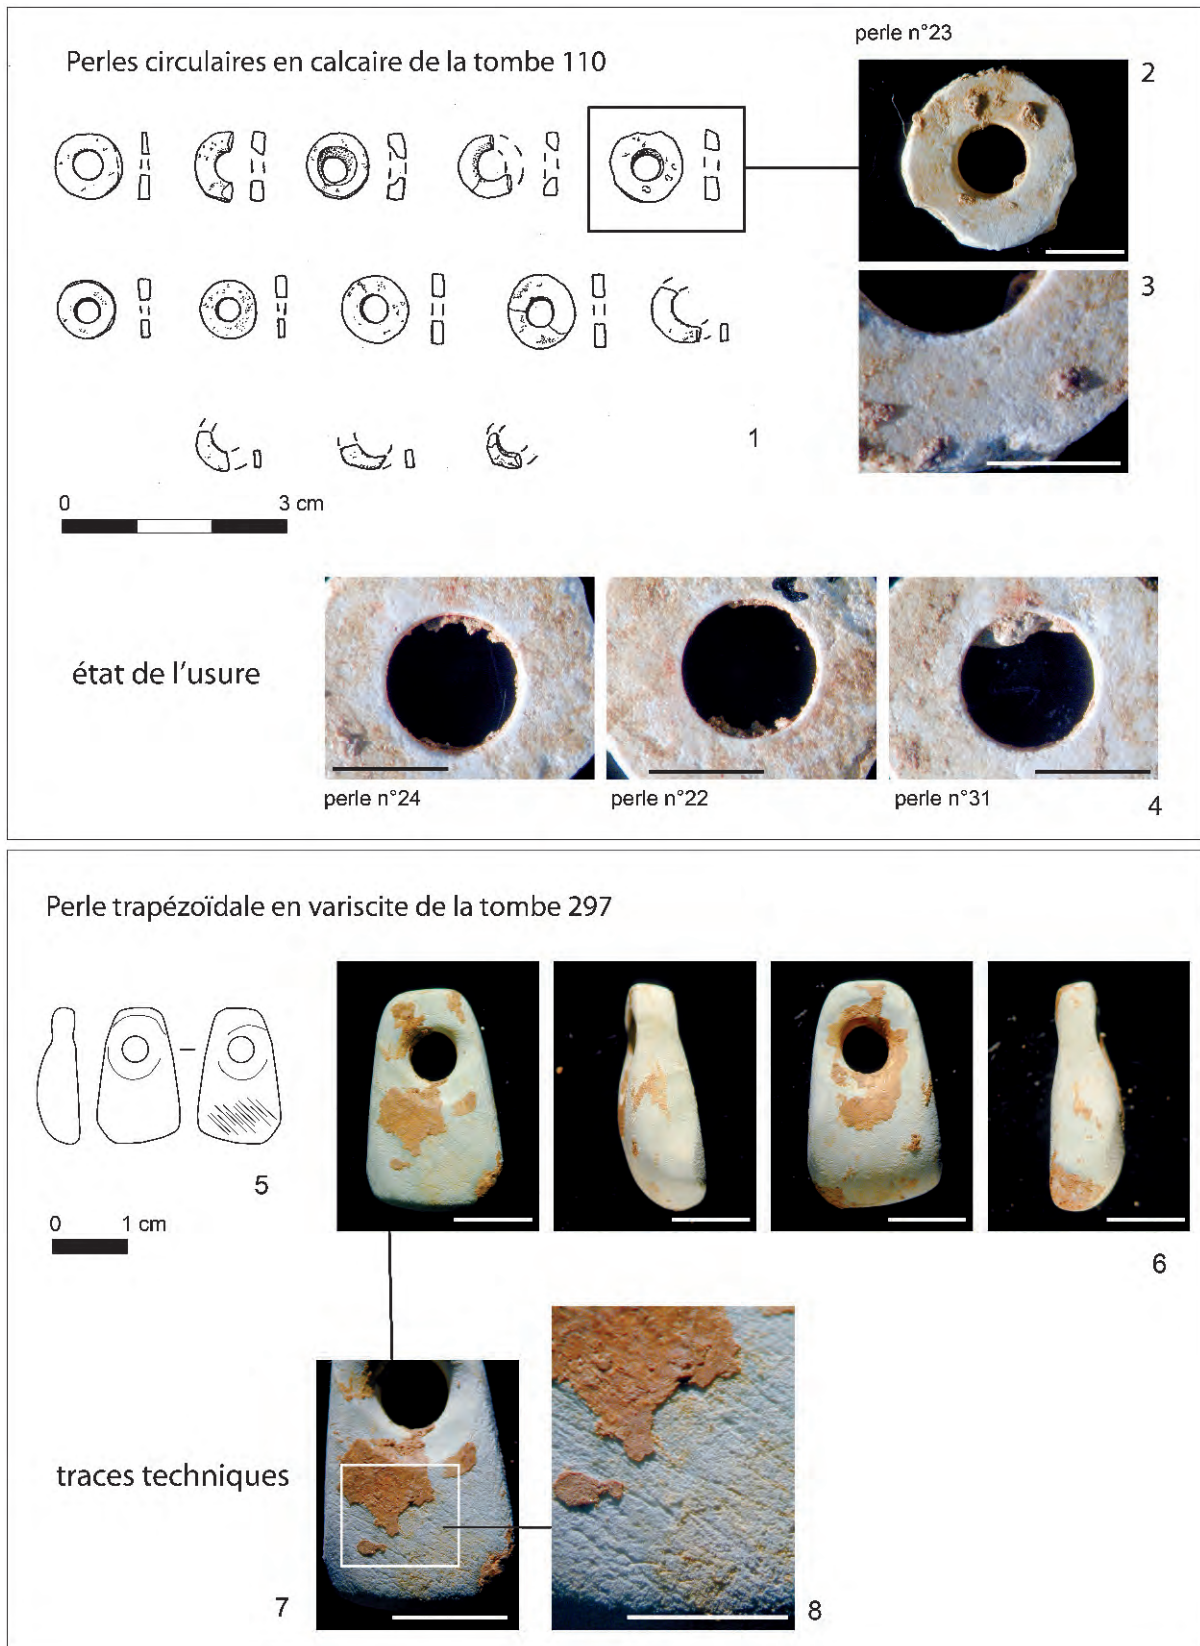 perle n°23
Perles circulaires en calcaire de la tombe 110
2
3
1
0 3 cm
état de l'usure
perle n°24 perle n°22 perle n°31
4
Perle trapézoïdale en variscite de la tombe 297
5
0 1 cm
6
traces techniques
7
8